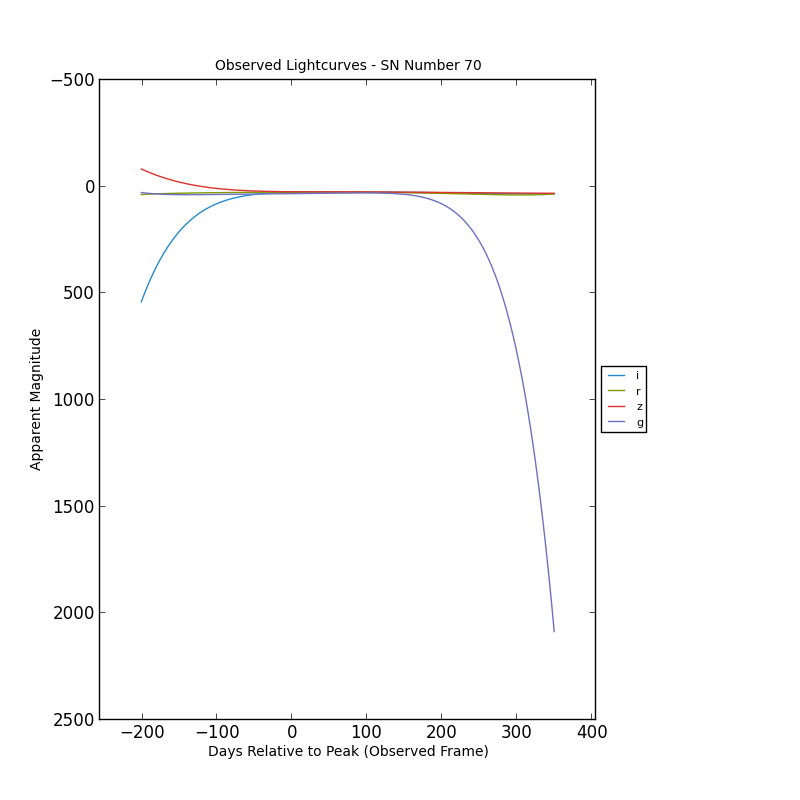 Observed Lightcurves - SN Number 70
−500
0
500
1000
1500
2000
2500
Apparent Magnitude
−200 −100 0 100 200 300 400
Days Relative to Peak (Observed Frame)
i
r
z
g